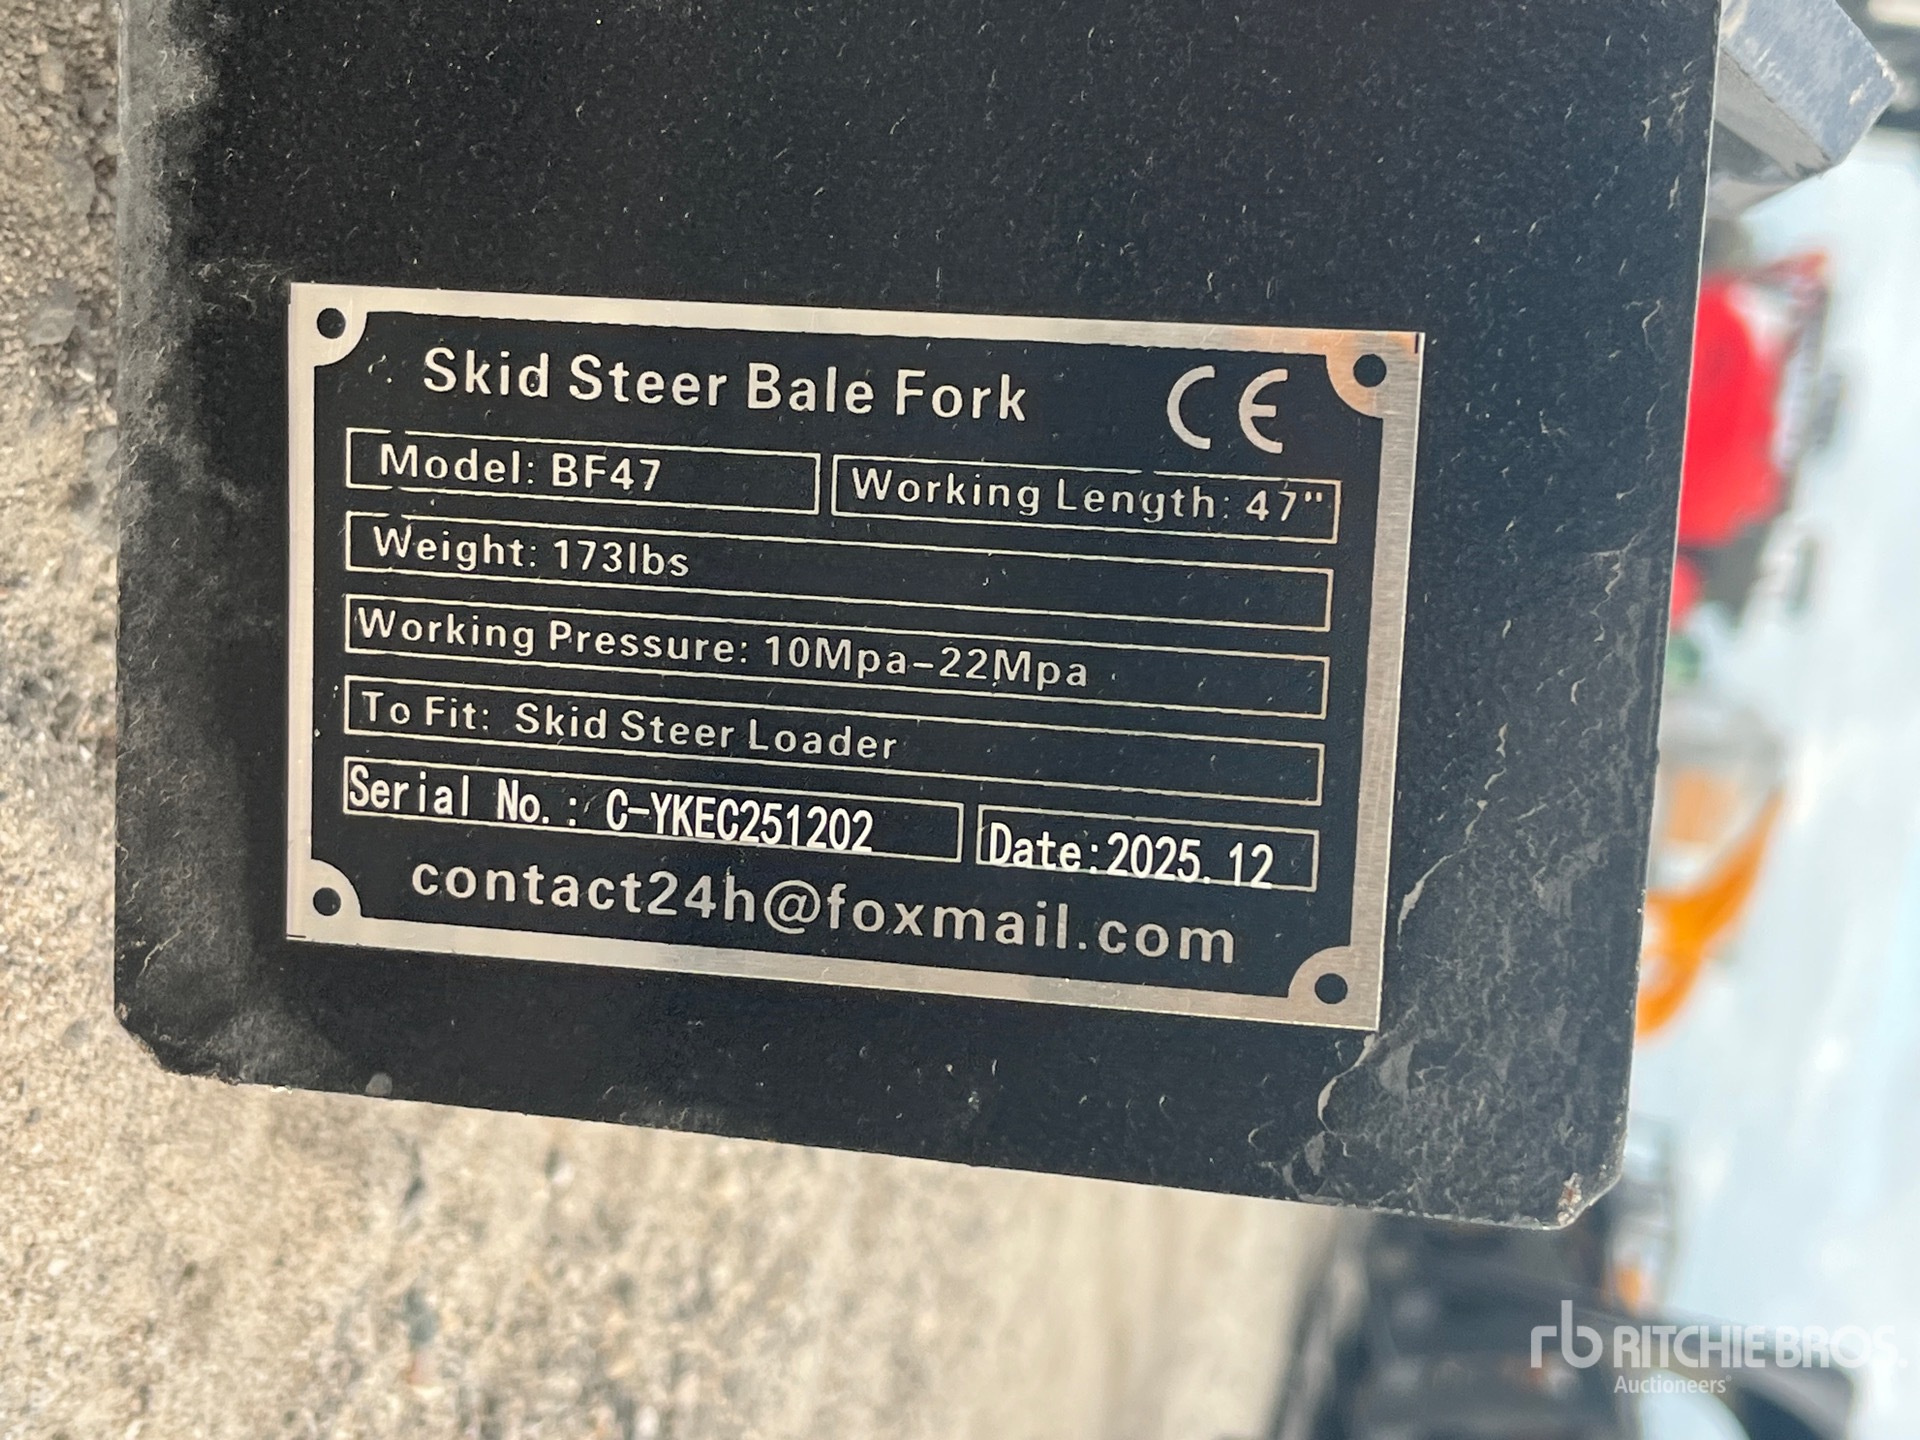 Skid Steer Bale Fork CE
Model: BF47 Working Length: 47"
Weight: 173lbs
Working Pressure: 10Mpa-22Mpa
To Fit: Skid Steer Loader
Serial No.: C-YKEC251202 Date:2025.12
contact24h@foxmail.com
rb RITCHIE BROS.
Auctioneers